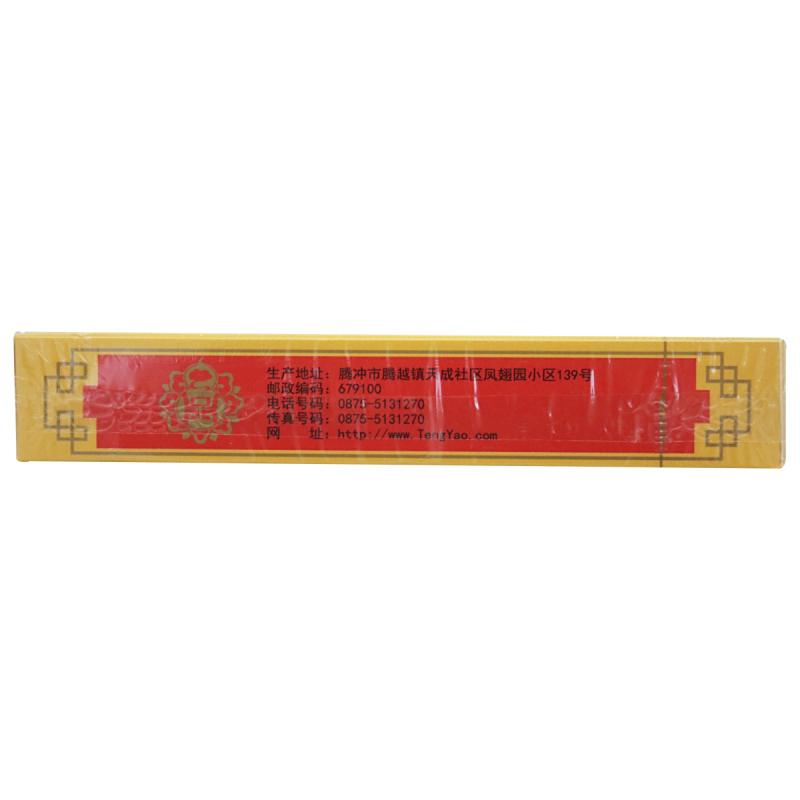 生产地址：腾冲市腾越镇天成社区凤翅园小区139号
邮政编码：679100
电话号码：0875-5131270
传真号码：0875-5131270
网　　址：http://www.TengYao.com